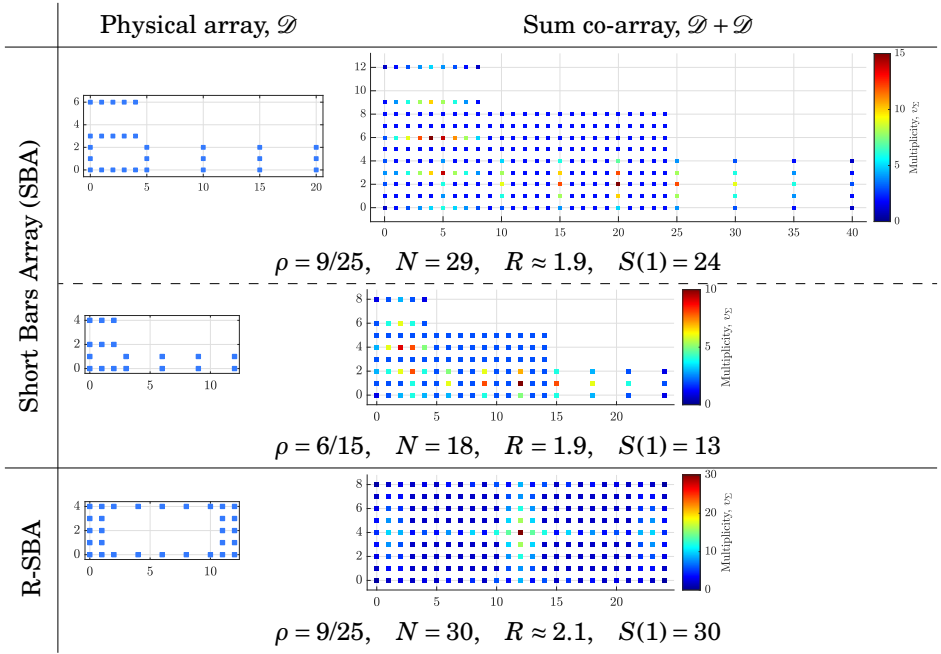 Physical array, 𝒟
Sum co-array, 𝒟 + 𝒟
Short Bars Array (SBA)
6
4
2
0
0 5 10 15 20
12
10
8
6
4
2
0
0 5 10 15 20 25 30 35 40
15
10
5
0
Multiplicity, υΣ
ρ = 9/25, N = 29, R ≈ 1.9, S(1) = 24
4
2
0
0 5 10
8
6
4
2
0
0 5 10 15 20
10
5
0
Multiplicity, υΣ
ρ = 6/15, N = 18, R = 1.9, S(1) = 13
R-SBA
4
2
0
0 5 10
8
6
4
2
0
0 5 10 15 20
30
20
10
0
Multiplicity, υΣ
ρ = 9/25, N = 30, R ≈ 2.1, S(1) = 30